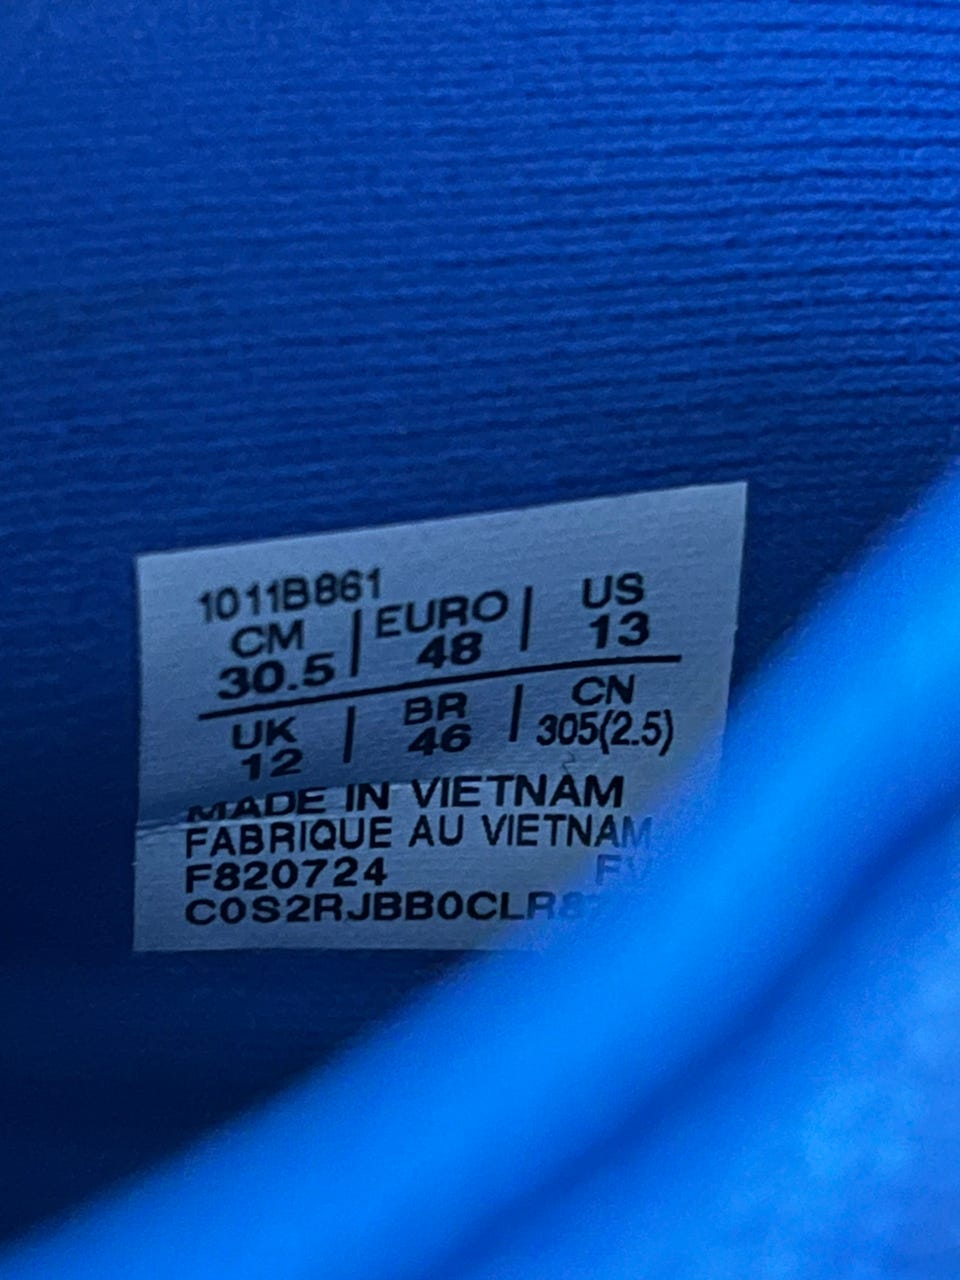 1011B861
CM | EURO | US
30.5 48 13
UK | BR | CN
12 46 305(2.5)
MADE IN VIETNAM
FABRIQUE AU VIETNAM
F820724